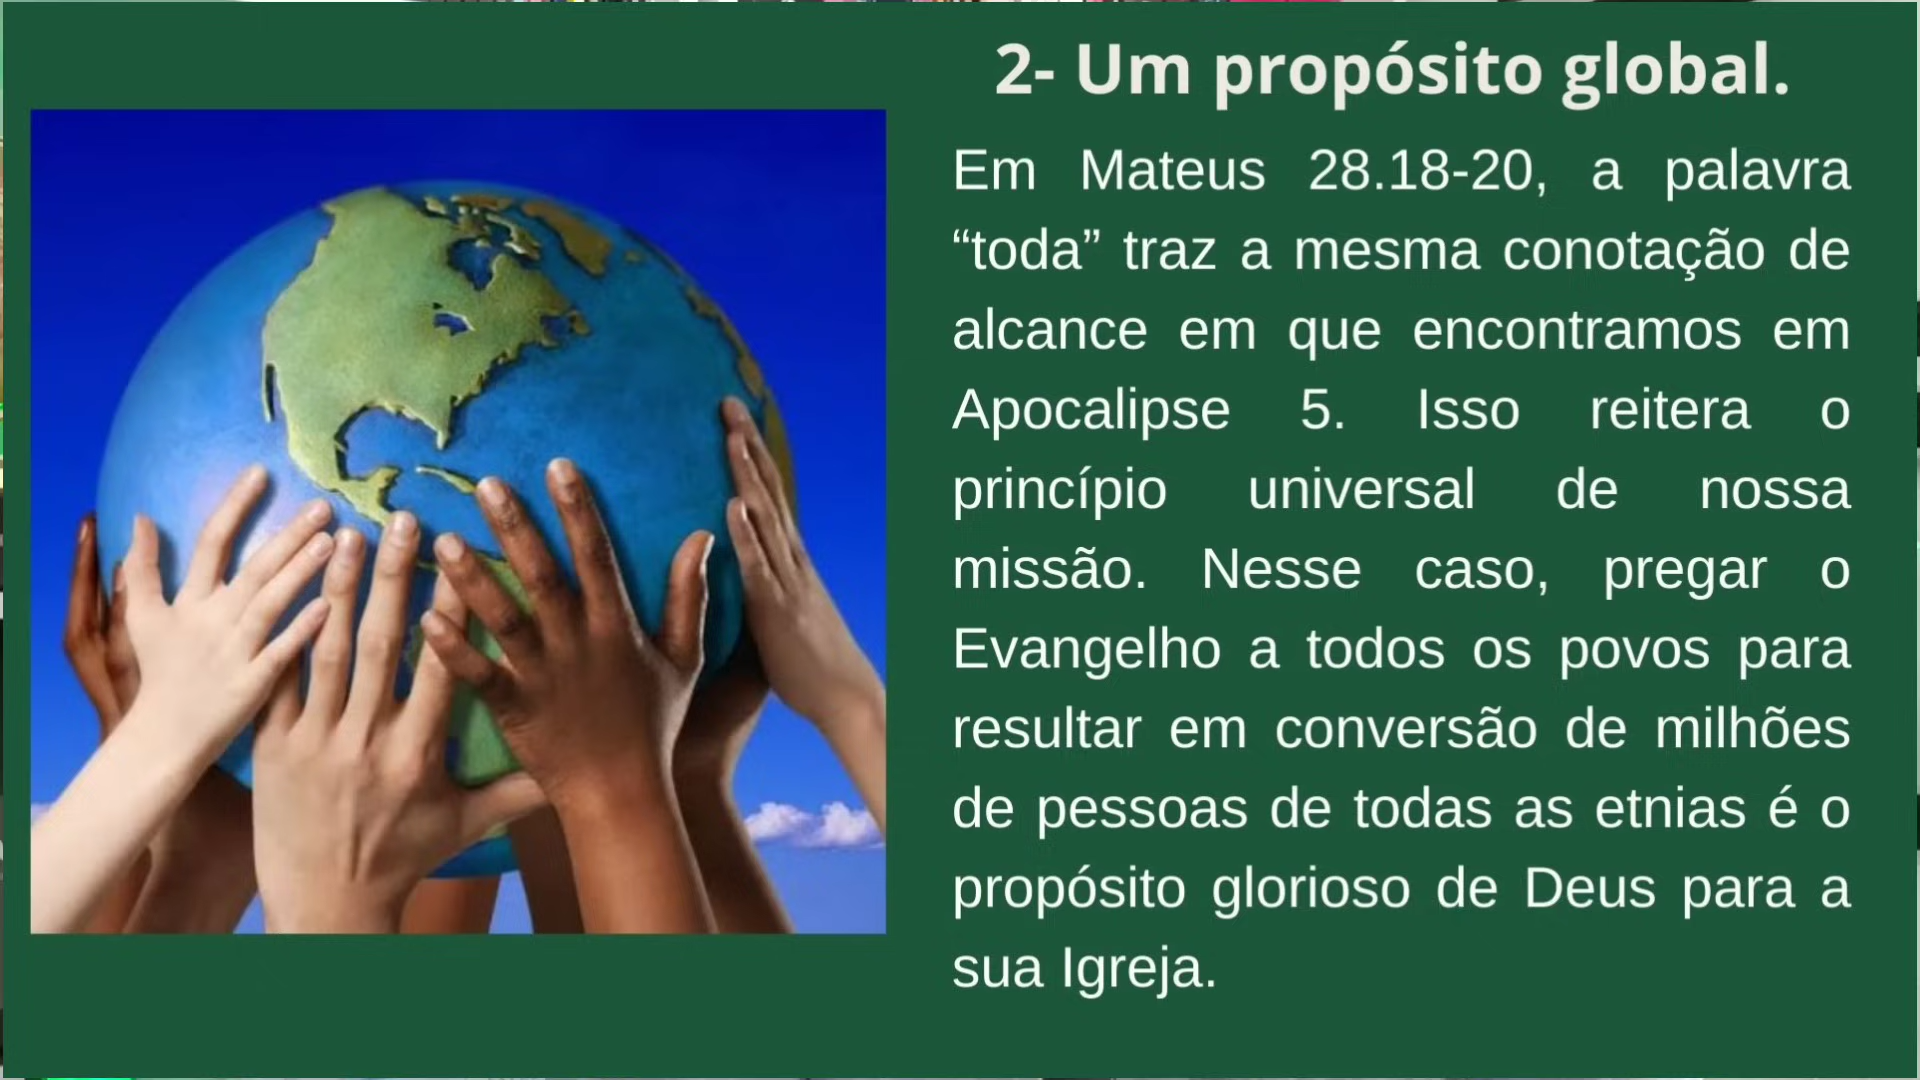 2- Um propósito global.
Em Mateus 28.18-20, a palavra
“toda” traz a mesma conotação de
alcance em que encontramos em
Apocalipse 5. Isso reitera o
princípio universal de nossa
missão. Nesse caso, pregar o
Evangelho a todos os povos para
resultar em conversão de milhões
de pessoas de todas as etnias é o
propósito glorioso de Deus para a
sua Igreja.